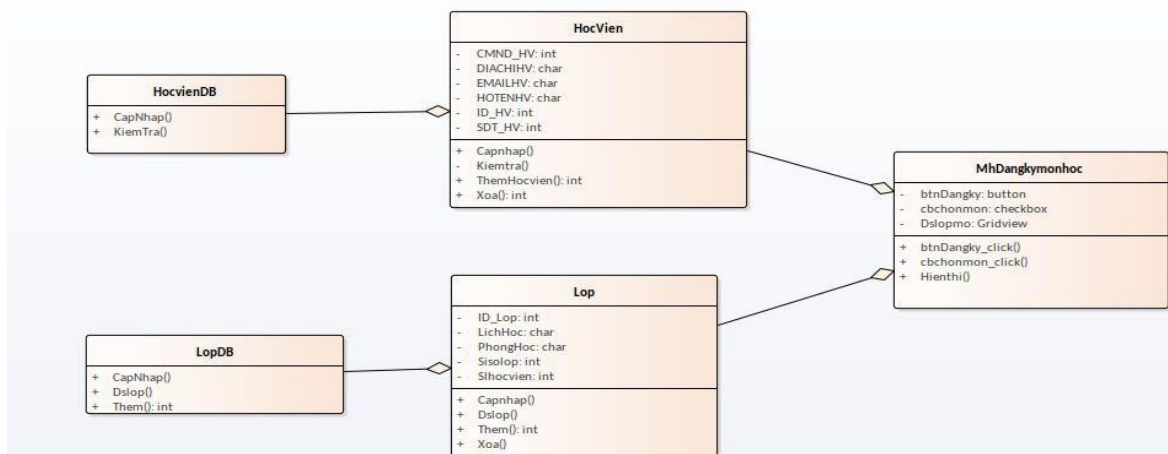 HocvienDB
+ CapNhap()
+ KiemTra()
HocVien
- CMND_HV: int
- DIACHIHV: char
- EMAILHV: char
- HOTENHV: char
- ID_HV: int
- SDT_HV: int
+ Capnhap()
- Kiemtra()
+ ThemHocvien(): int
+ Xoa(): int
MhDangkymonhoc
- btnDangky: button
- cbchonmon: checkbox
- Dslopmo: Gridview
+ btnDangky_click()
+ cbchonmon_click()
+ Hienthi()
LopDB
+ CapNhap()
+ Dslop()
+ Them(): int
Lop
- ID_Lop: int
- LichHoc: char
- PhongHoc: char
- Sisolop: int
- Slhocvien: int
+ Capnhap()
+ Dslop()
+ Them(): int
+ Xoa()